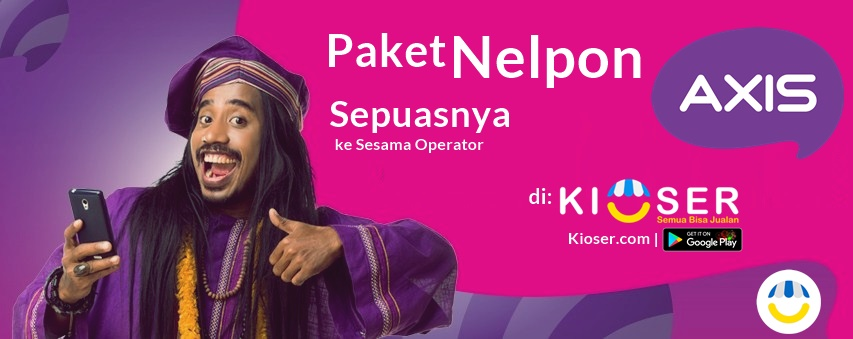 Paket Nelpon
Sepuasnya
ke Sesama Operator
AXIS
di: KIOSER
Semua Bisa Jualan
Kioser.com | GET IT ON Google Play